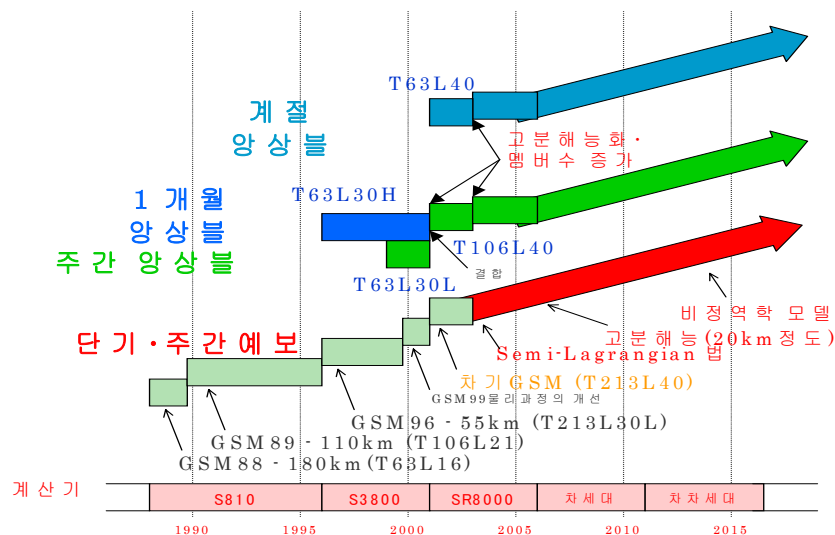 T63L40
계절
앙상블
고분해능화·
멤버수 증가
1 개월
앙상블
T63L30H
주간 앙상블
T106L40
결합
T63L30L
비정역학 모델
단기·주간예보
고분해능(20km정도)
Semi-Lagrangian 법
차기GSM (T213L40)
GSM99물리과정의 개선
GSM96 - 55km (T213L30L)
GSM89 - 110km (T106L21)
GSM88 - 180km(T63L16)
계산기 S810 S3800 SR8000 차세대 차차세대
1990 1995 2000 2005 2010 2015